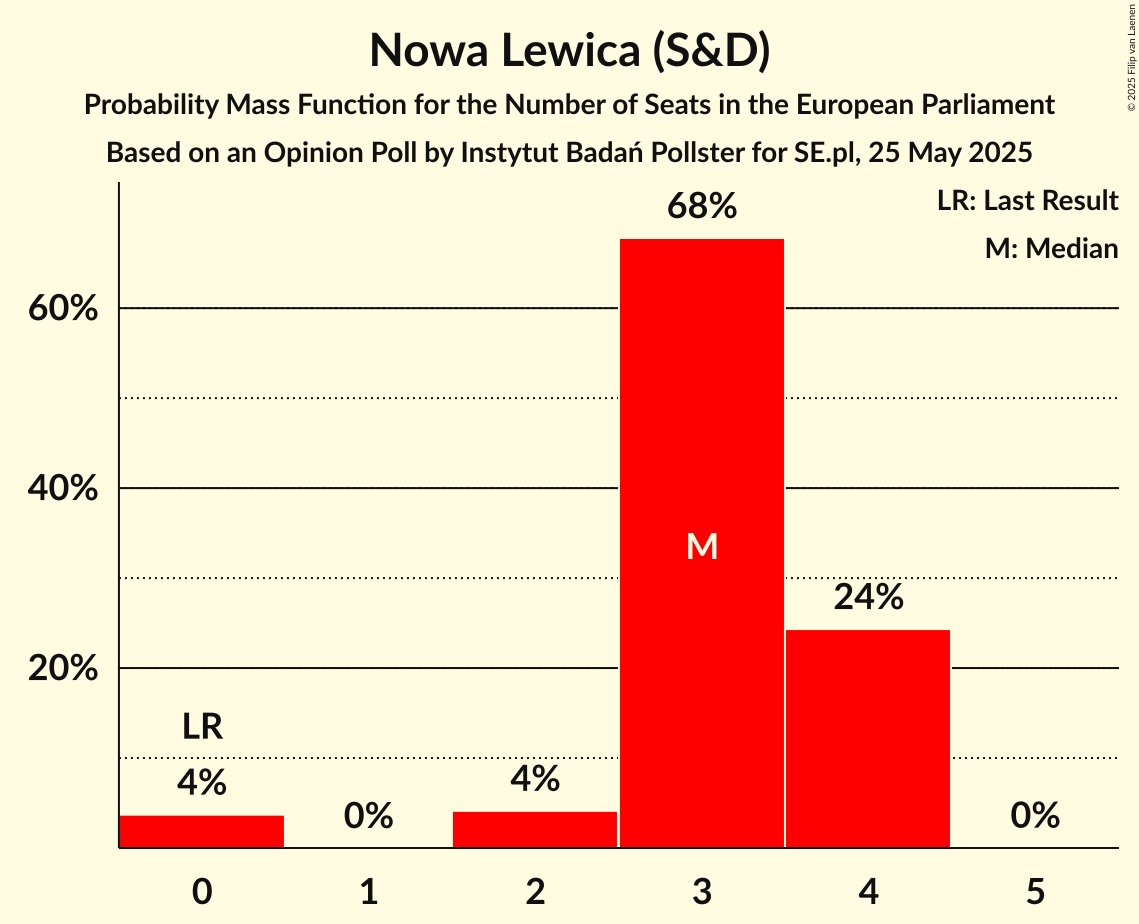 Nowa Lewica (S&D)
Probability Mass Function for the Number of Seats in the European Parliament
Based on an Opinion Poll by Instytut Badań Pollster for SE.pl, 25 May 2025
© 2025 Filip van Laenen
LR: Last Result
M: Median
68%
60%
40%
M
24%
20%
LR
4%
0%
4%
0%
0 1 2 3 4 5